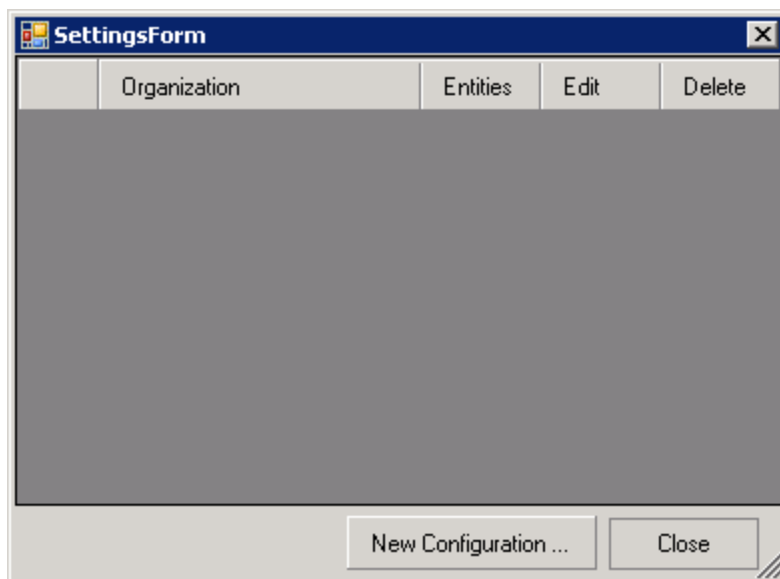 SettingsForm
Organization Entities Edit Delete
New Configuration ... Close